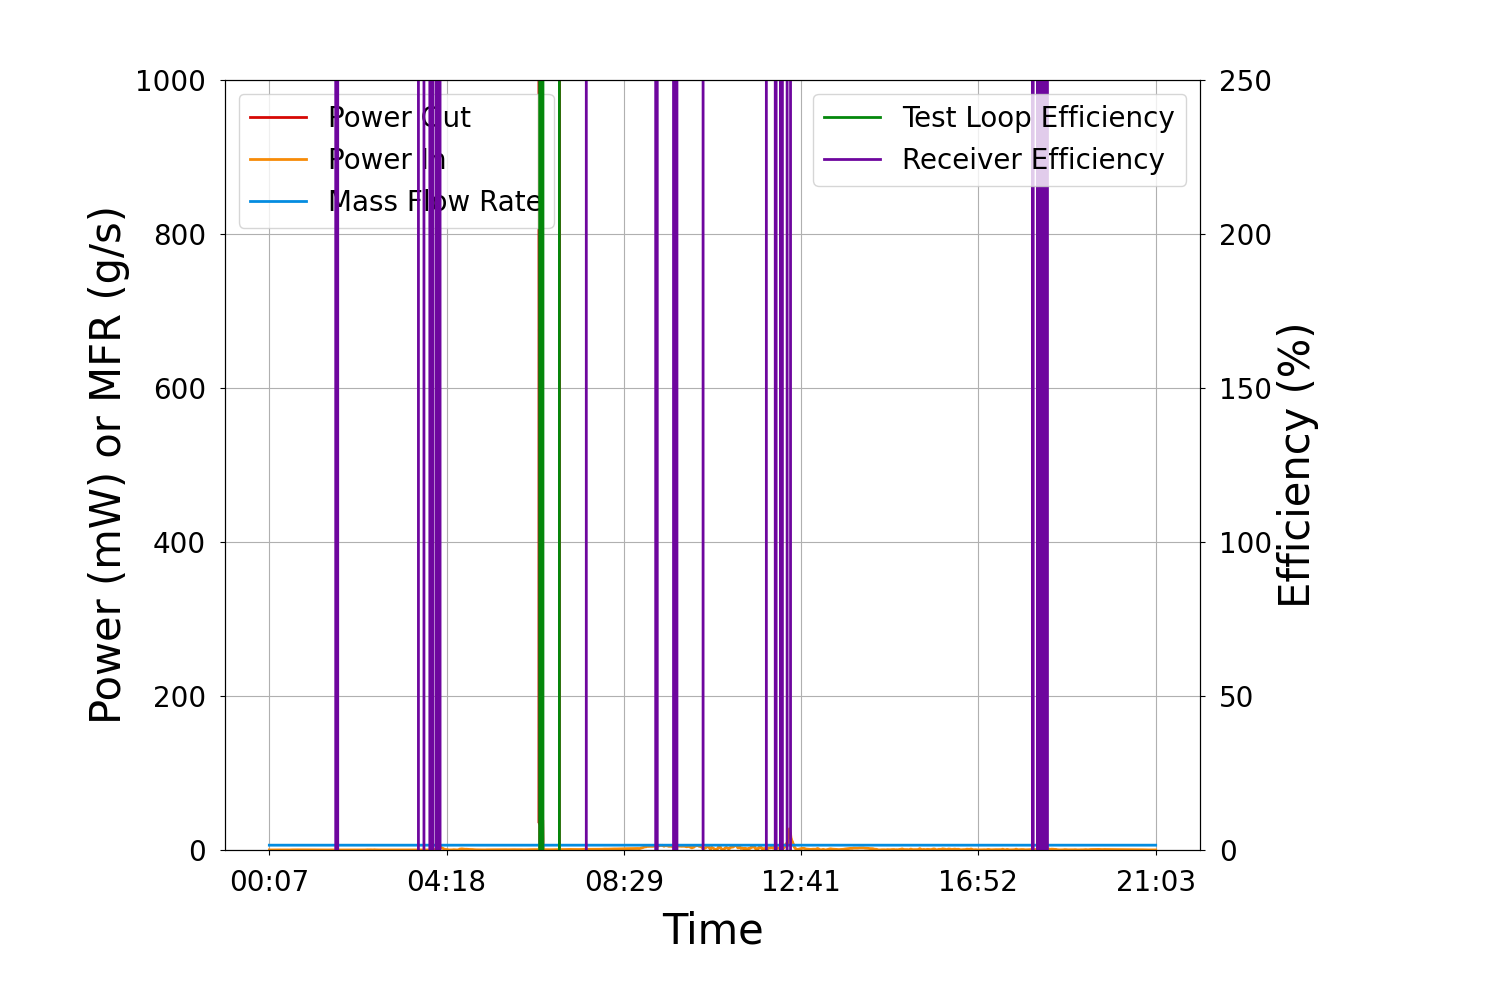 1000
800
600
400
200
0
Power (mW) or MFR (g/s)
Power Out
Power In
Mass Flow Rate
Test Loop Efficiency
Receiver Efficiency
250
200
150
100
50
0
Efficiency (%)
00:07 04:18 08:29 12:41 16:52 21:03
Time